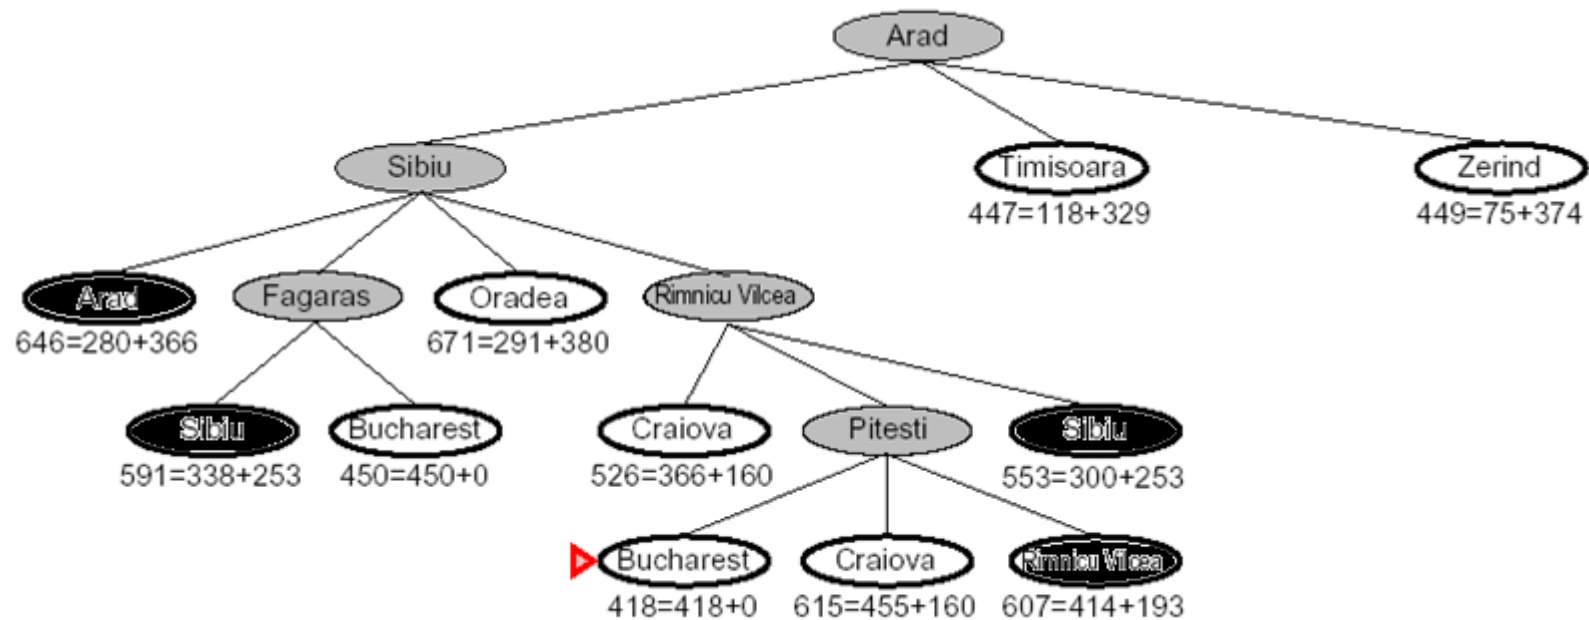 Arad
Sibiu
Timisoara
Zerind
447=118+329
449=75+374
Arad
Fagaras
Oradea
Rimnicu Vilcea
646=280+366
671=291+380
Sibiu
Bucharest
Craiova
Pitesti
Sibiu
591=338+253
450=450+0
526=366+160
553=300+253
Bucharest
Craiova
Rimnicu Vilcea
418=418+0
615=455+160
607=414+193